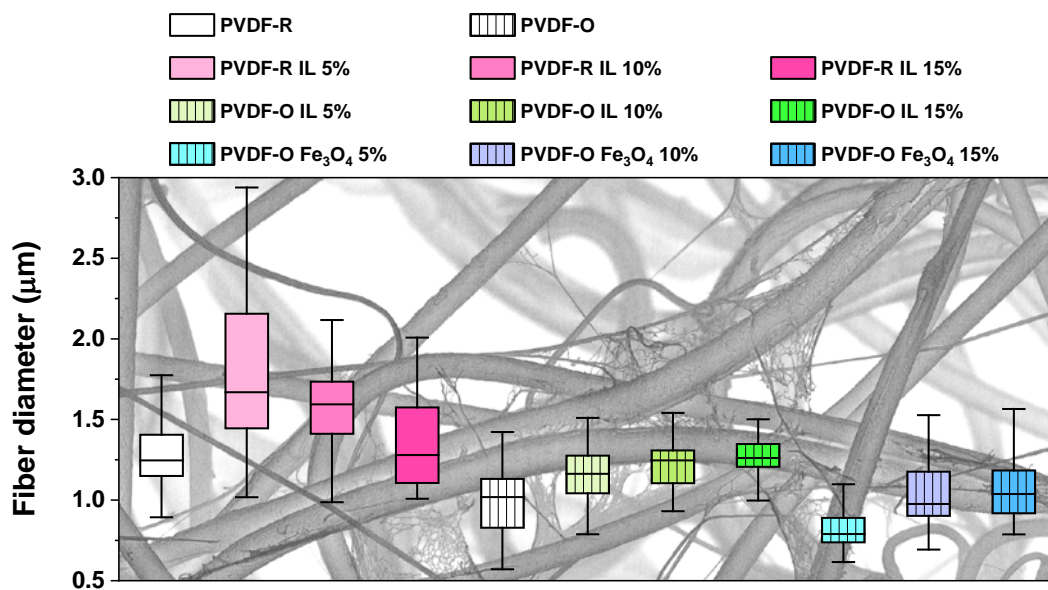 PVDF-R PVDF-O
PVDF-R IL 5% PVDF-R IL 10% PVDF-R IL 15%
PVDF-O IL 5% PVDF-O IL 10% PVDF-O IL 15%
PVDF-O Fe₃O₄ 5% PVDF-O Fe₃O₄ 10% PVDF-O Fe₃O₄ 15%
Fiber diameter (μm)
3.0
2.5
2.0
1.5
1.0
0.5